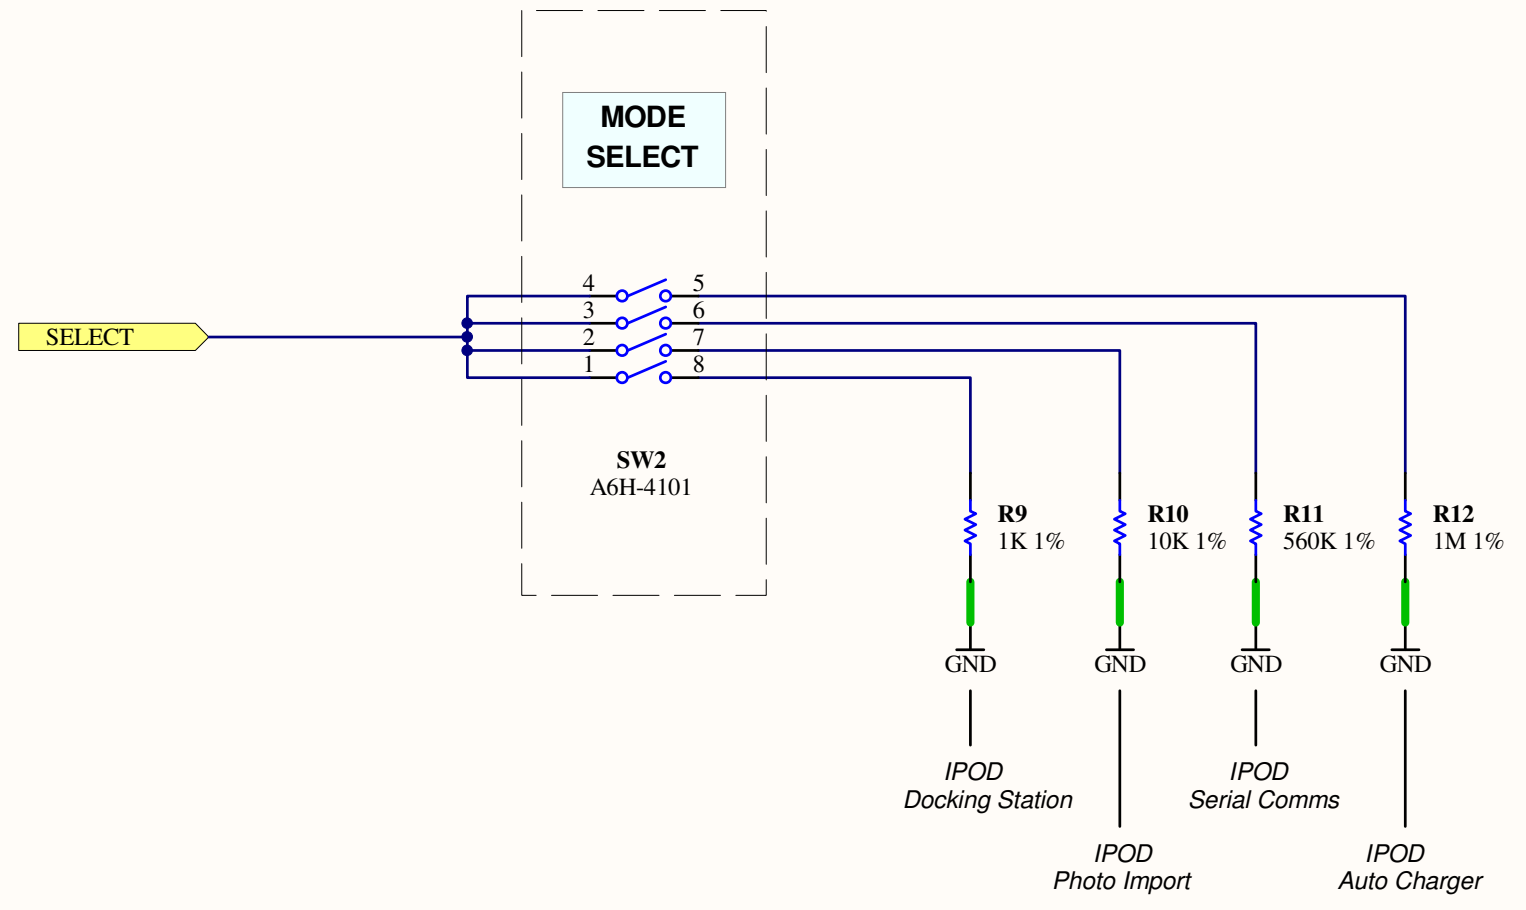 MODE
SELECT
4 5
3 6
SELECT
2 7
1 8
SW2
A6H-4101
R9
1K 1%
R10
10K 1%
R11
560K 1%
R12
1M 1%
GND
GND
GND
GND
IPOD
Docking Station
IPOD
Serial Comms
IPOD
Photo Import
IPOD
Auto Charger